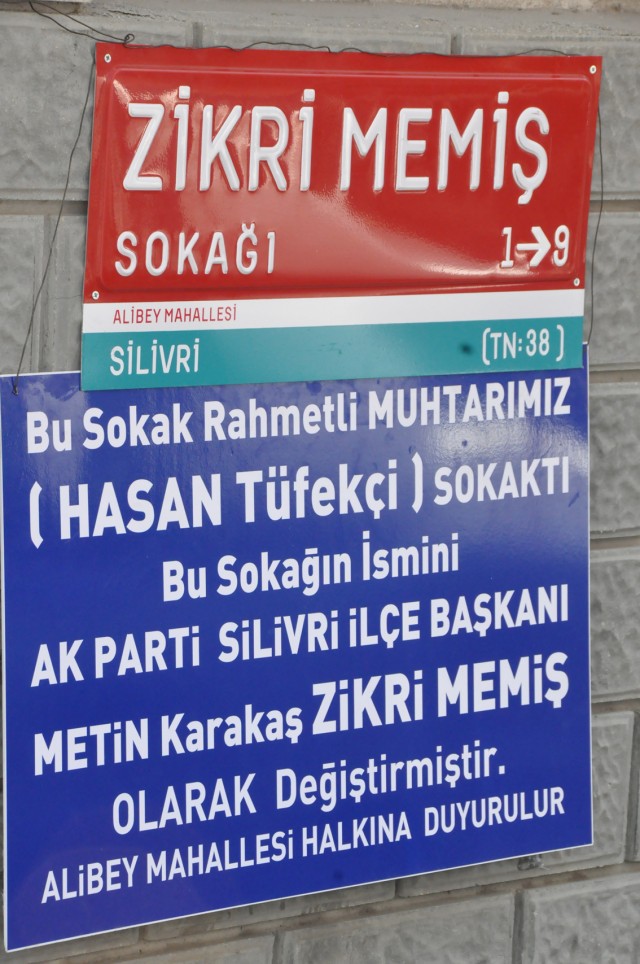 ZİKRİ MEMİŞ
SOKAĞI 1→9
ALİBEY MAHALLESİ
SİLİVRİ (TN:38)
Bu Sokak Rahmetli MUHTARIMIZ
( HASAN Tüfekçi ) SOKAKTI
Bu Sokağın İsmini
AK PARTİ SİLİVRİ İLÇE BAŞKANI
METİN Karakaş ZİKRİ MEMİŞ
OLARAK Değiştirmiştir.
ALİBEY MAHALLESİ HALKINA DUYURULUR